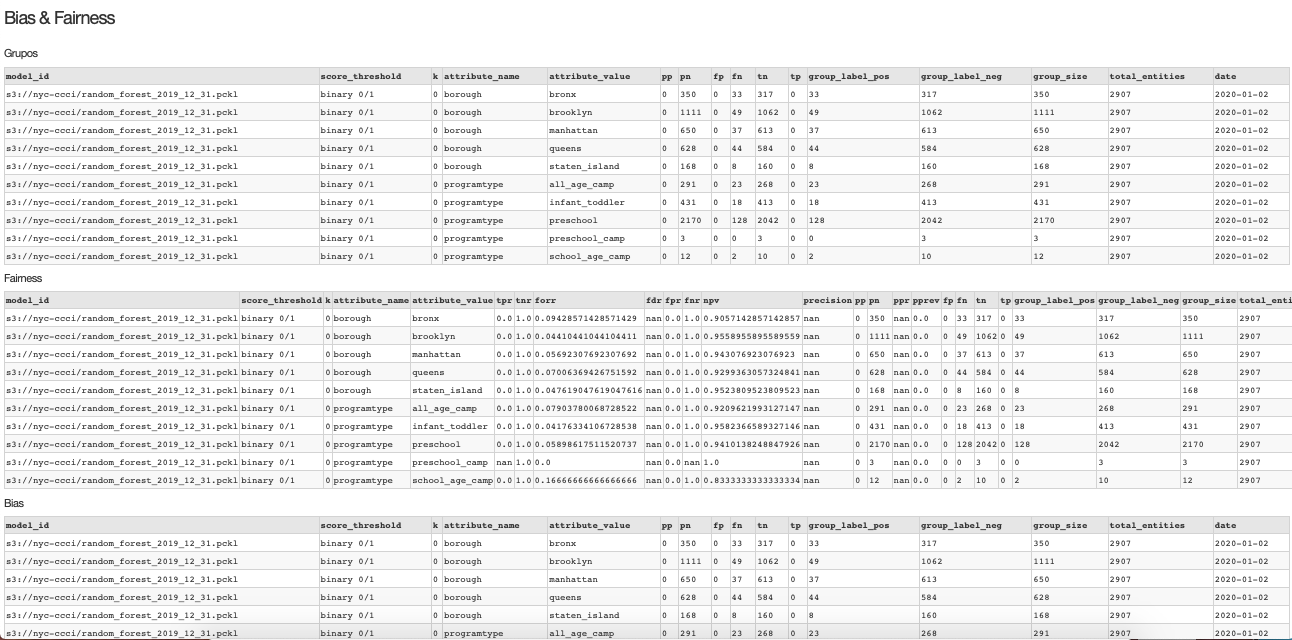 Bias & Fairness
Grupos
model_id score_threshold k attribute_name attribute_value pp pn fp fn tn tp group_label_pos group_label_neg group_size total_entities date
s3://nyc-ccci/random_forest_2019_12_31.pckl binary 0/1 0 borough bronx 0 350 0 33 317 0 33 317 350 2907 2020-01-02
s3://nyc-ccci/random_forest_2019_12_31.pckl binary 0/1 0 borough brooklyn 0 1111 0 49 1062 0 49 1062 1111 2907 2020-01-02
s3://nyc-ccci/random_forest_2019_12_31.pckl binary 0/1 0 borough manhattan 0 650 0 37 613 0 37 613 650 2907 2020-01-02
s3://nyc-ccci/random_forest_2019_12_31.pckl binary 0/1 0 borough queens 0 628 0 44 584 0 44 584 628 2907 2020-01-02
s3://nyc-ccci/random_forest_2019_12_31.pckl binary 0/1 0 borough staten_island 0 168 0 8 160 0 8 160 168 2907 2020-01-02
s3://nyc-ccci/random_forest_2019_12_31.pckl binary 0/1 0 programtype all_age_camp 0 291 0 23 268 0 23 268 291 2907 2020-01-02
s3://nyc-ccci/random_forest_2019_12_31.pckl binary 0/1 0 programtype infant_toddler 0 431 0 18 413 0 18 413 431 2907 2020-01-02
s3://nyc-ccci/random_forest_2019_12_31.pckl binary 0/1 0 programtype preschool 0 2170 0 128 2042 0 128 2042 2170 2907 2020-01-02
s3://nyc-ccci/random_forest_2019_12_31.pckl binary 0/1 0 programtype preschool_camp 0 3 0 0 3 0 0 3 3 2907 2020-01-02
s3://nyc-ccci/random_forest_2019_12_31.pckl binary 0/1 0 programtype school_age_camp 0 12 0 2 10 0 2 10 12 2907 2020-01-02
Fairness
model_id score_threshold k attribute_name attribute_value tpr tnr forr fdr fpr fnr npv precision pp pn ppr pprev fp fn tn tp group_label_pos group_label_neg group_size total_enti
s3://nyc-ccci/random_forest_2019_12_31.pckl binary 0/1 0 borough bronx 0.0 1.0 0.09428571428571429 nan 0.0 1.0 0.9057142857142857 nan 0 350 nan 0.0 0 33 317 0 33 317 350 2907
s3://nyc-ccci/random_forest_2019_12_31.pckl binary 0/1 0 borough brooklyn 0.0 1.0 0.04410441044104411 nan 0.0 1.0 0.9558955895589559 nan 0 1111 nan 0.0 0 49 1062 0 49 1062 1111 2907
s3://nyc-ccci/random_forest_2019_12_31.pckl binary 0/1 0 borough manhattan 0.0 1.0 0.05692307692307692 nan 0.0 1.0 0.943076923076923 nan 0 650 nan 0.0 0 37 613 0 37 613 650 2907
s3://nyc-ccci/random_forest_2019_12_31.pckl binary 0/1 0 borough queens 0.0 1.0 0.07006369426751592 nan 0.0 1.0 0.9299363057324841 nan 0 628 nan 0.0 0 44 584 0 44 584 628 2907
s3://nyc-ccci/random_forest_2019_12_31.pckl binary 0/1 0 borough staten_island 0.0 1.0 0.047619047619047616 nan 0.0 1.0 0.9523809523809523 nan 0 168 nan 0.0 0 8 160 0 8 160 168 2907
s3://nyc-ccci/random_forest_2019_12_31.pckl binary 0/1 0 programtype all_age_camp 0.0 1.0 0.07903780068728522 nan 0.0 1.0 0.9209621993127147 nan 0 291 nan 0.0 0 23 268 0 23 268 291 2907
s3://nyc-ccci/random_forest_2019_12_31.pckl binary 0/1 0 programtype infant_toddler 0.0 1.0 0.04176334106728538 nan 0.0 1.0 0.9582366589327146 nan 0 431 nan 0.0 0 18 413 0 18 413 431 2907
s3://nyc-ccci/random_forest_2019_12_31.pckl binary 0/1 0 programtype preschool 0.0 1.0 0.05898617511520737 nan 0.0 1.0 0.9410138248847926 nan 0 2170 nan 0.0 0 128 2042 0 128 2042 2170 2907
s3://nyc-ccci/random_forest_2019_12_31.pckl binary 0/1 0 programtype preschool_camp nan 1.0 0.0 nan 0.0 nan 1.0 nan 0 3 nan 0.0 0 0 3 0 0 3 3 2907
s3://nyc-ccci/random_forest_2019_12_31.pckl binary 0/1 0 programtype school_age_camp 0.0 1.0 0.16666666666666666 nan 0.0 1.0 0.8333333333333334 nan 0 12 nan 0.0 0 2 10 0 2 10 12 2907
Bias
model_id score_threshold k attribute_name attribute_value pp pn fp fn tn tp group_label_pos group_label_neg group_size total_entities date
s3://nyc-ccci/random_forest_2019_12_31.pckl binary 0/1 0 borough bronx 0 350 0 33 317 0 33 317 350 2907 2020-01-02
s3://nyc-ccci/random_forest_2019_12_31.pckl binary 0/1 0 borough brooklyn 0 1111 0 49 1062 0 49 1062 1111 2907 2020-01-02
s3://nyc-ccci/random_forest_2019_12_31.pckl binary 0/1 0 borough manhattan 0 650 0 37 613 0 37 613 650 2907 2020-01-02
s3://nyc-ccci/random_forest_2019_12_31.pckl binary 0/1 0 borough queens 0 628 0 44 584 0 44 584 628 2907 2020-01-02
s3://nyc-ccci/random_forest_2019_12_31.pckl binary 0/1 0 borough staten_island 0 168 0 8 160 0 8 160 168 2907 2020-01-02
s3://nyc-ccci/random_forest_2019_12_31.pckl binary 0/1 0 programtype all_age_camp 0 291 0 23 268 0 23 268 291 2907 2020-01-02